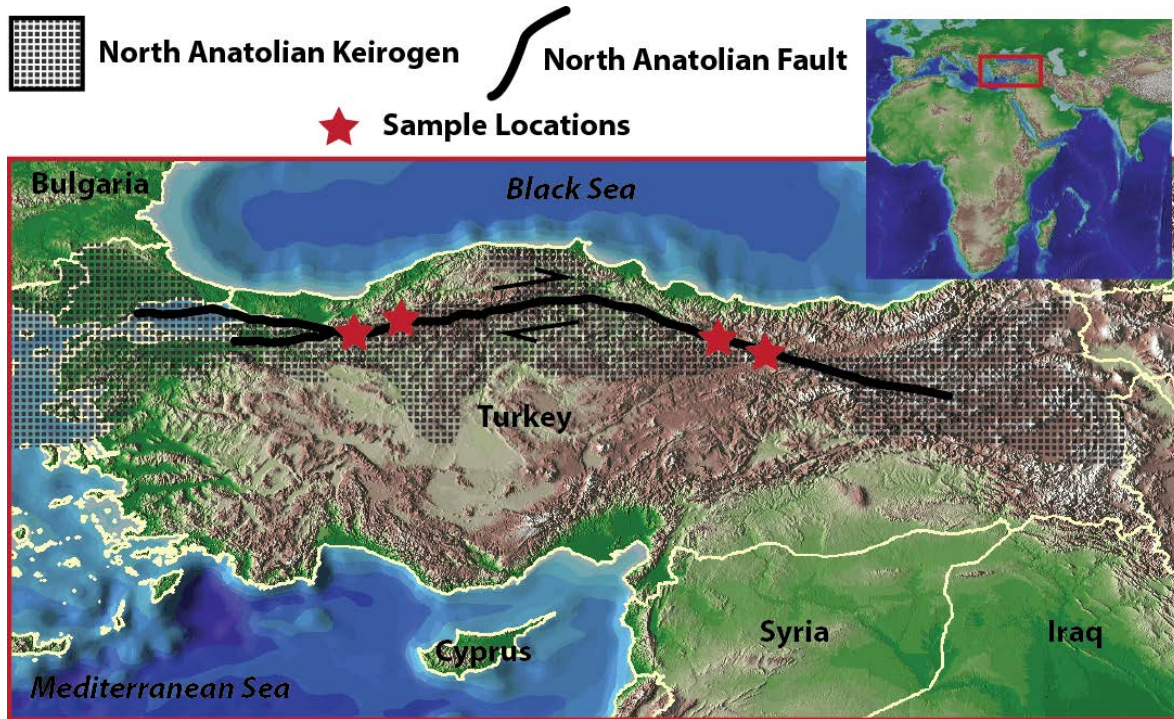 North Anatolian Keirogen
North Anatolian Fault
Sample Locations
Bulgaria
Black Sea
Turkey
Syria
Iraq
Cyprus
Mediterranean Sea